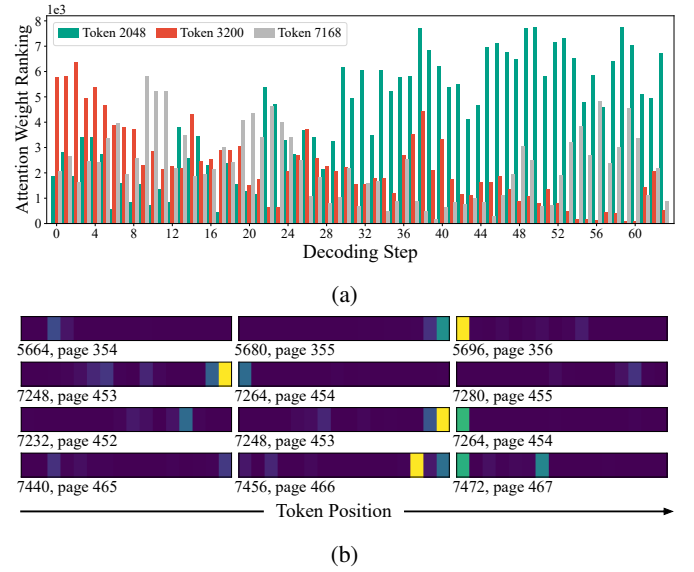 1e3
Token 2048 Token 3200 Token 7168
Attention Weight Ranking
8
7
6
5
4
3
2
1
0
0 4 8 12 16 20 24 28 32 36 40 44 48 52 56 60
Decoding Step
(a)
5664, page 354 5680, page 355 5696, page 356
7248, page 453 7264, page 454 7280, page 455
7232, page 452 7248, page 453 7264, page 454
7440, page 465 7456, page 466 7472, page 467
Token Position
(b)